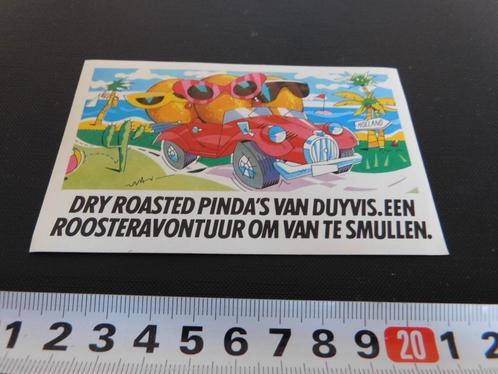 HOLLAND
DRY ROASTED PINDA'S VAN DUYVIS. EEN
ROOSTERAVONTUUR OM VAN TE SMULLEN.
1 2 3 4 5 6 7 8 9 20 1